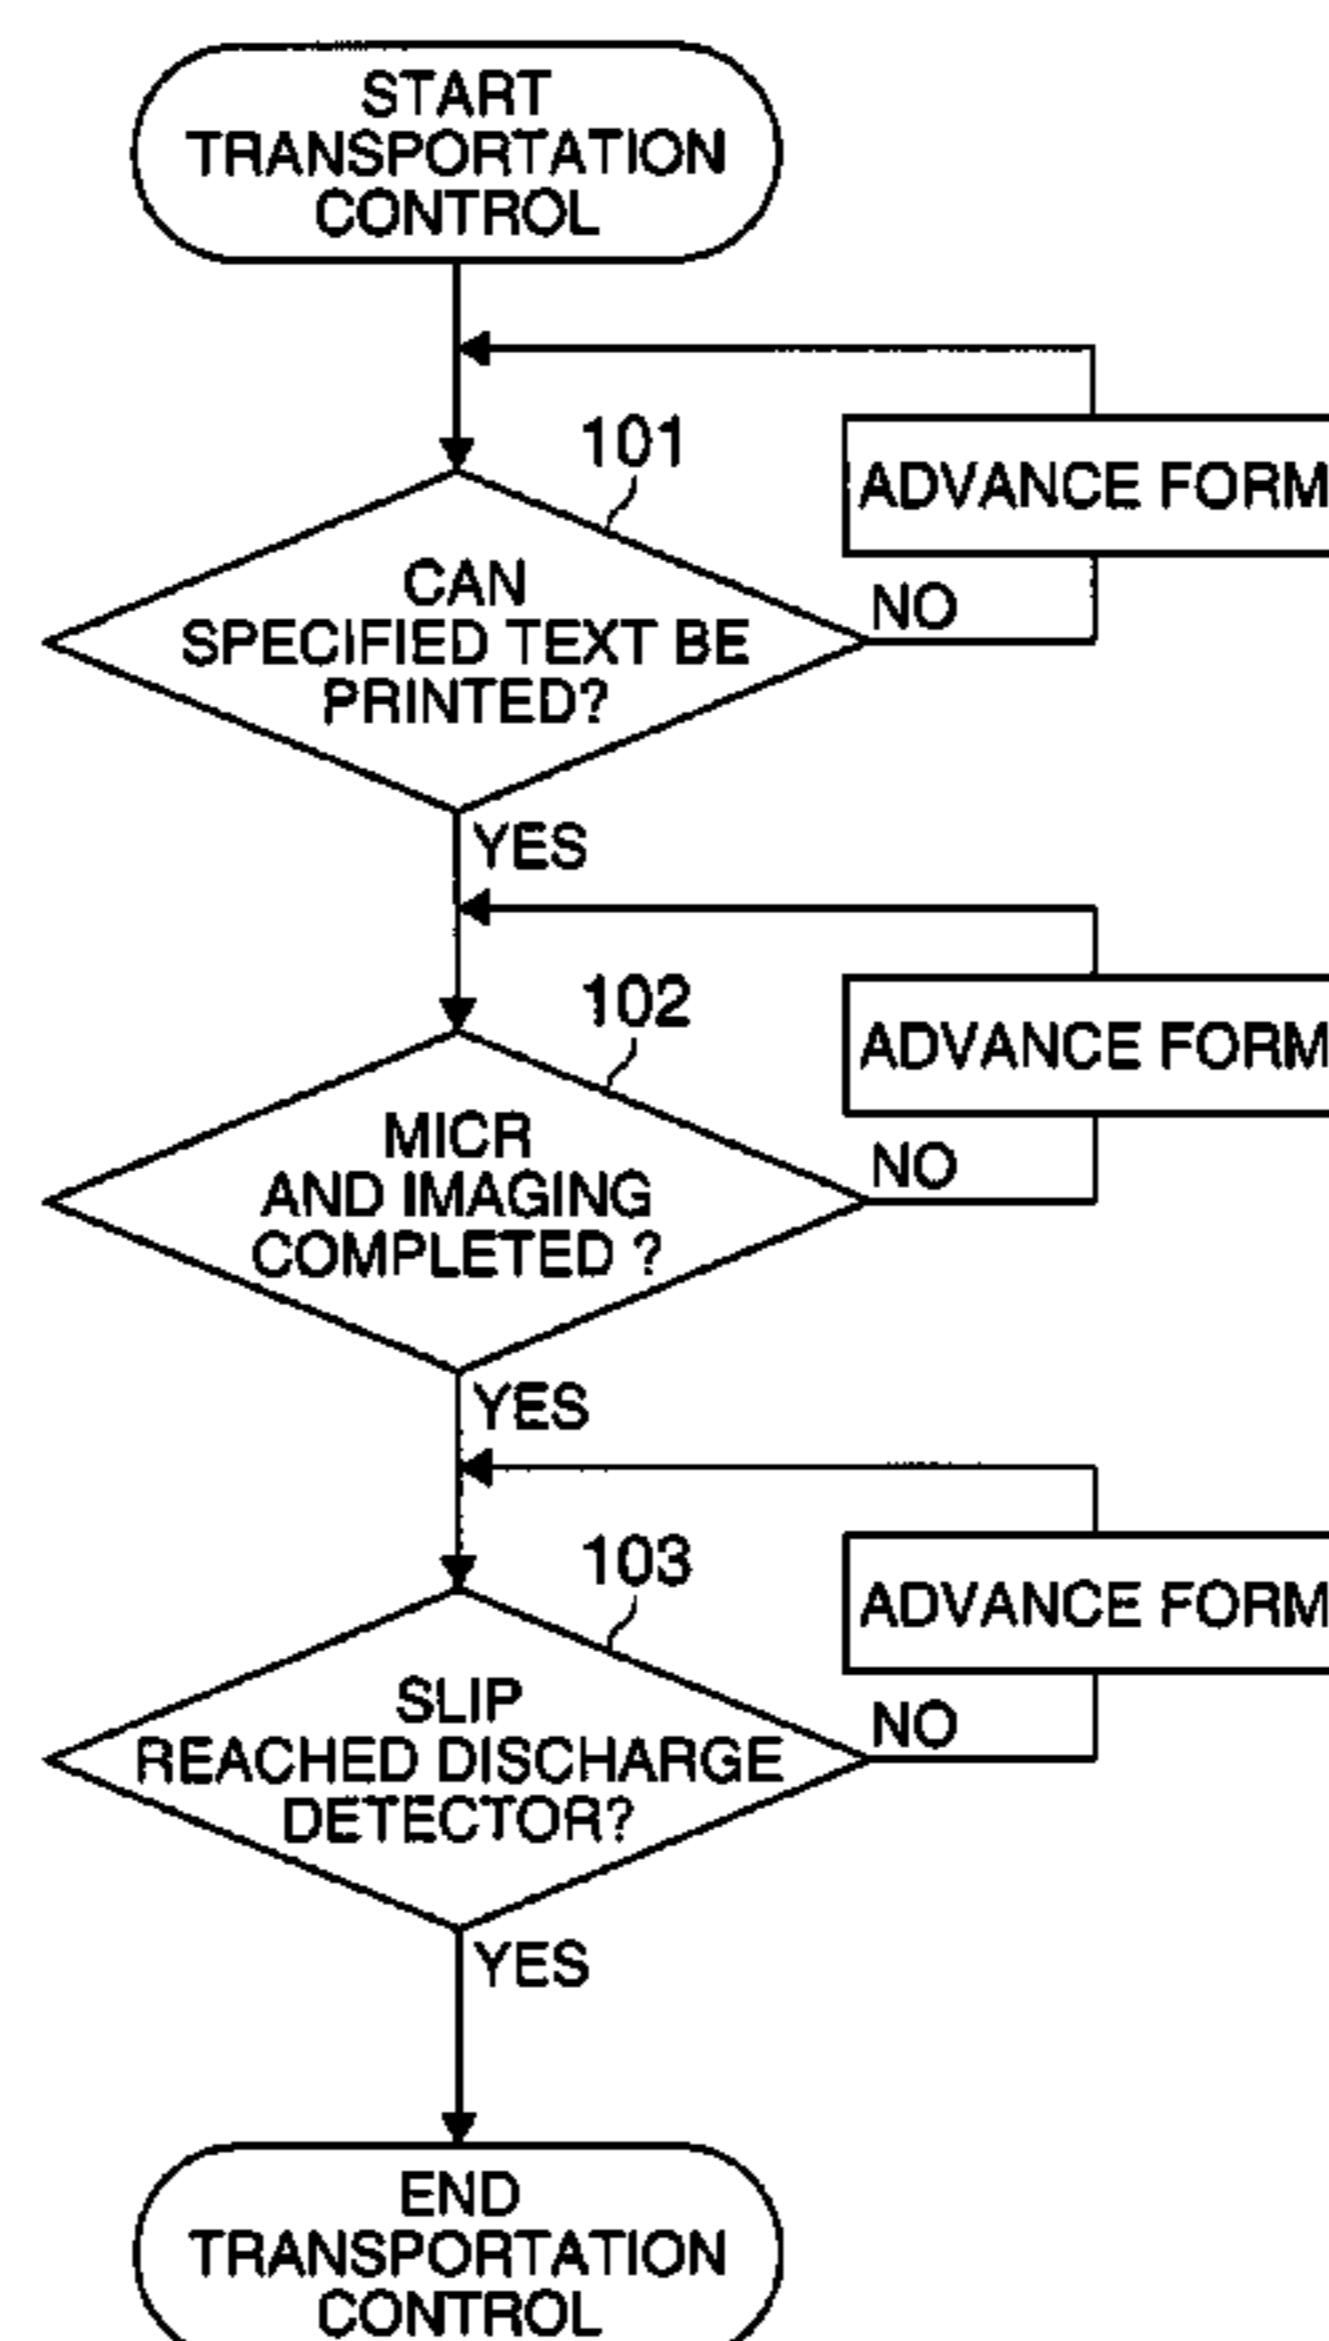 START
TRANSPORTATION
CONTROL
101
ADVANCE FORM
CAN
SPECIFIED TEXT BE
PRINTED?
NO
YES
102
ADVANCE FORM
MICR
AND IMAGING
COMPLETED ?
NO
YES
103
ADVANCE FORM
SLIP
REACHED DISCHARGE
DETECTOR?
NO
YES
END
TRANSPORTATION
CONTROL